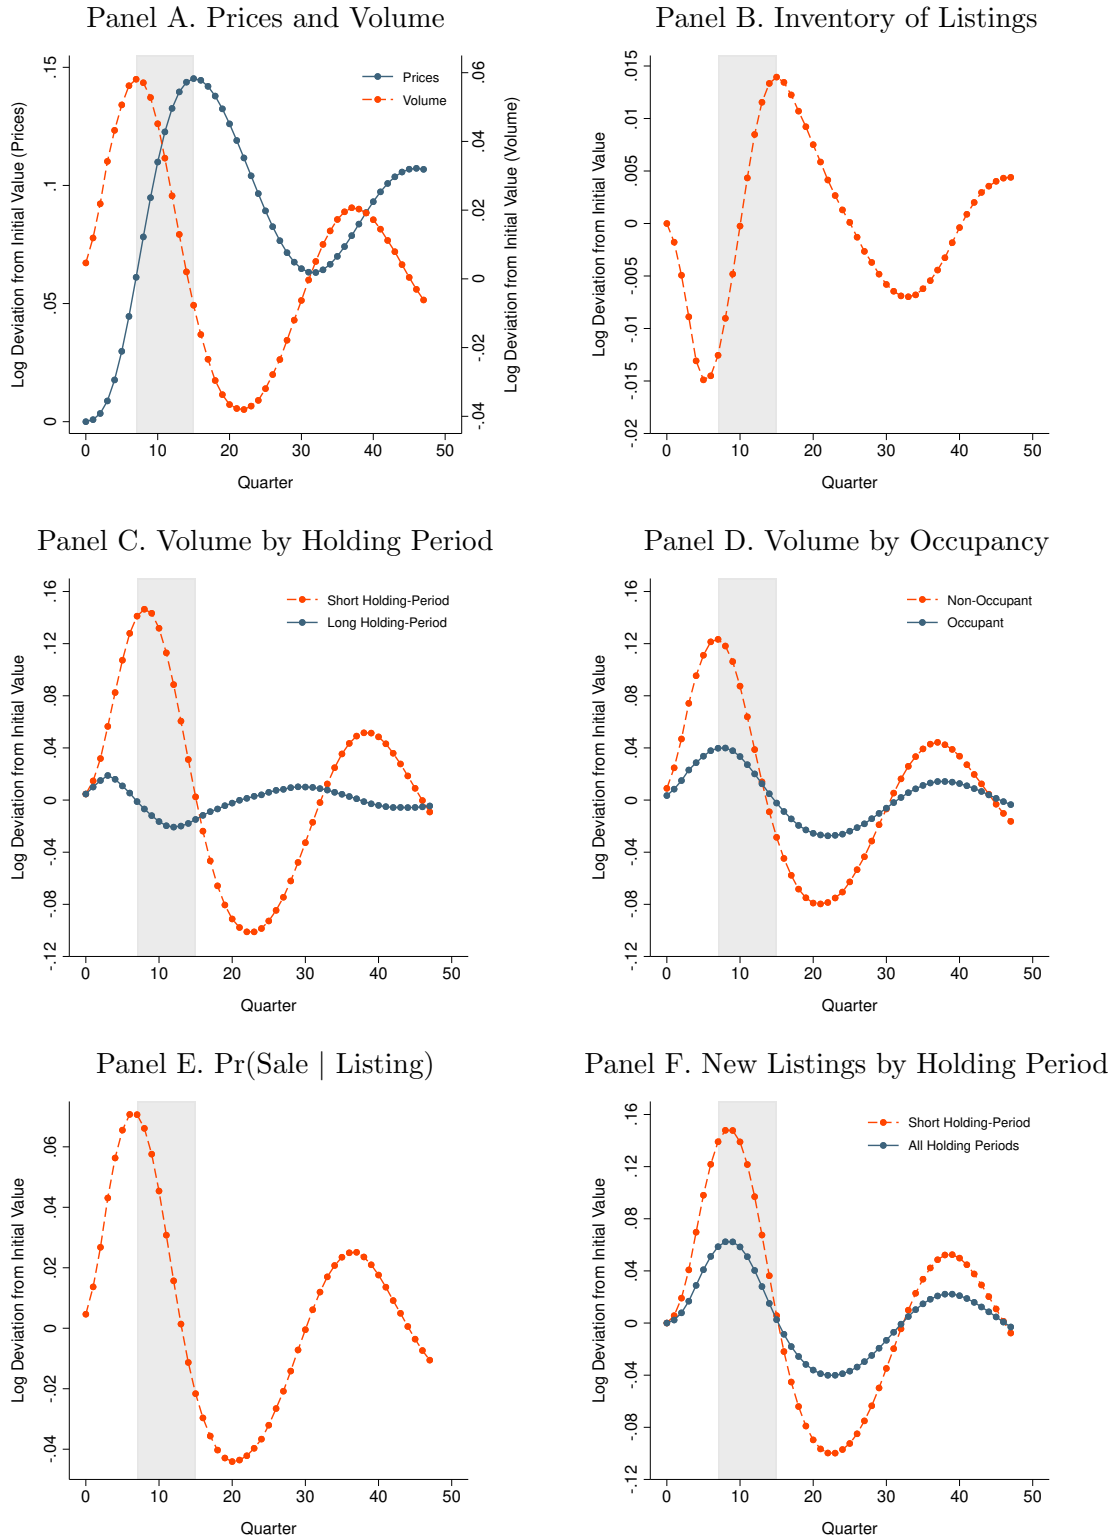 Panel A. Prices and Volume
Log Deviation from Initial Value (Prices)
.15
.1
.05
0
Prices
Volume
.06
.04
.02
0
-.02
-.04
Log Deviation from Initial Value (Volume)
0 10 20 30 40 50
Quarter
Panel B. Inventory of Listings
Log Deviation from Initial Value
.015
.01
.005
0
-.005
-.01
-.015
-.02
0 10 20 30 40 50
Quarter
Panel C. Volume by Holding Period
Log Deviation from Initial Value
.16
.12
.08
.04
0
-.04
-.08
-.12
Short Holding-Period
Long Holding-Period
0 10 20 30 40 50
Quarter
Panel D. Volume by Occupancy
Log Deviation from Initial Value
.16
.12
.08
.04
0
-.04
-.08
-.12
Non-Occupant
Occupant
0 10 20 30 40 50
Quarter
Panel E. Pr(Sale | Listing)
Log Deviation from Initial Value
.06
.04
.02
0
-.02
-.04
0 10 20 30 40 50
Quarter
Panel F. New Listings by Holding Period
Log Deviation from Initial Value
.16
.12
.08
.04
0
-.04
-.08
-.12
Short Holding-Period
All Holding Periods
0 10 20 30 40 50
Quarter